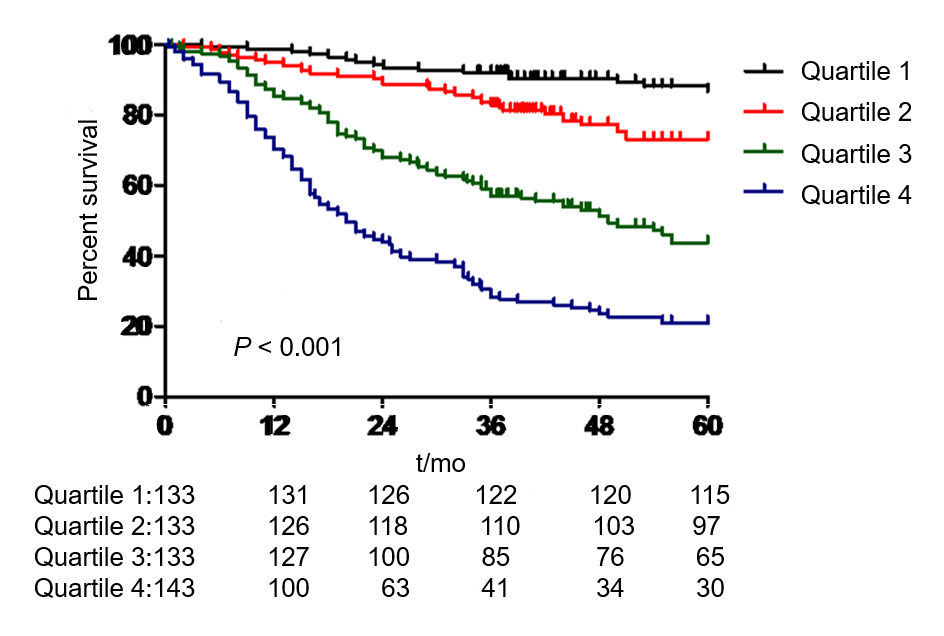 100
80
60
40
20
0
Percent survival
P < 0.001
0 12 24 36 48 60
t/mo
Quartile 1
Quartile 2
Quartile 3
Quartile 4
Quartile 1:133 131 126 122 120 115
Quartile 2:133 126 118 110 103 97
Quartile 3:133 127 100 85 76 65
Quartile 4:143 100 63 41 34 30